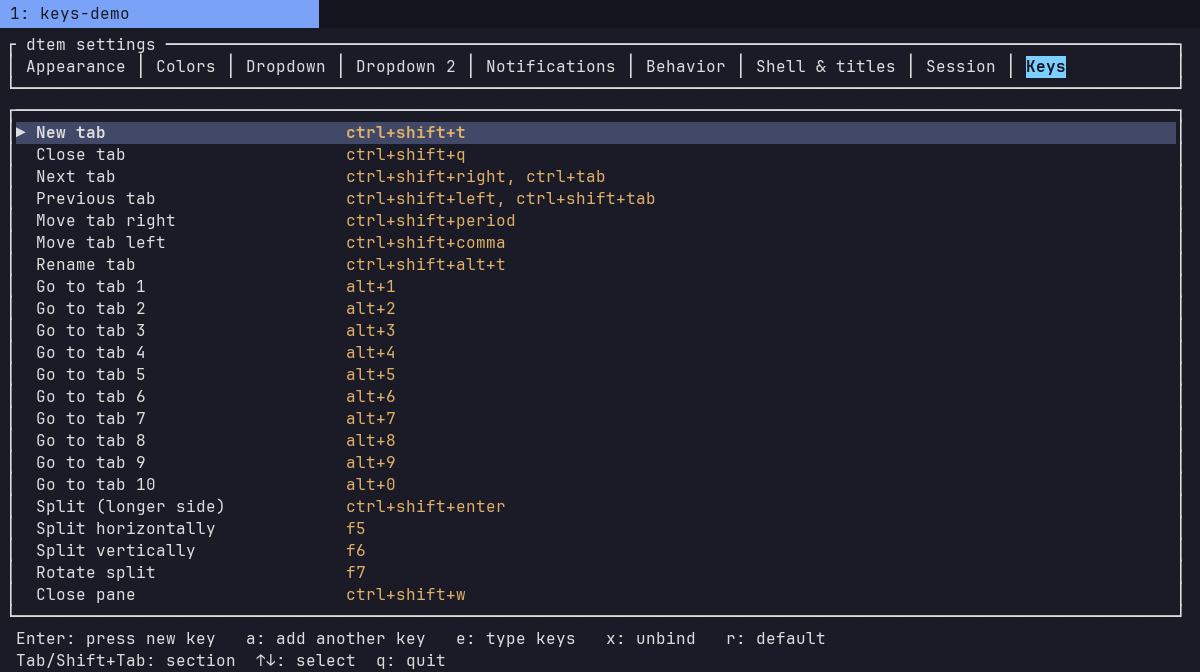 1: keys-demo
dtem settings
Appearance │ Colors │ Dropdown │ Dropdown 2 │ Notifications │ Behavior │ Shell & titles │ Session │ Keys
▶ New tab ctrl+shift+t
Close tab ctrl+shift+q
Next tab ctrl+shift+right, ctrl+tab
Previous tab ctrl+shift+left, ctrl+shift+tab
Move tab right ctrl+shift+period
Move tab left ctrl+shift+comma
Rename tab ctrl+shift+alt+t
Go to tab 1 alt+1
Go to tab 2 alt+2
Go to tab 3 alt+3
Go to tab 4 alt+4
Go to tab 5 alt+5
Go to tab 6 alt+6
Go to tab 7 alt+7
Go to tab 8 alt+8
Go to tab 9 alt+9
Go to tab 10 alt+0
Split (longer side) ctrl+shift+enter
Split horizontally f5
Split vertically f6
Rotate split f7
Close pane ctrl+shift+w
Enter: press new key a: add another key e: type keys x: unbind r: default
Tab/Shift+Tab: section ↑↓: select q: quit